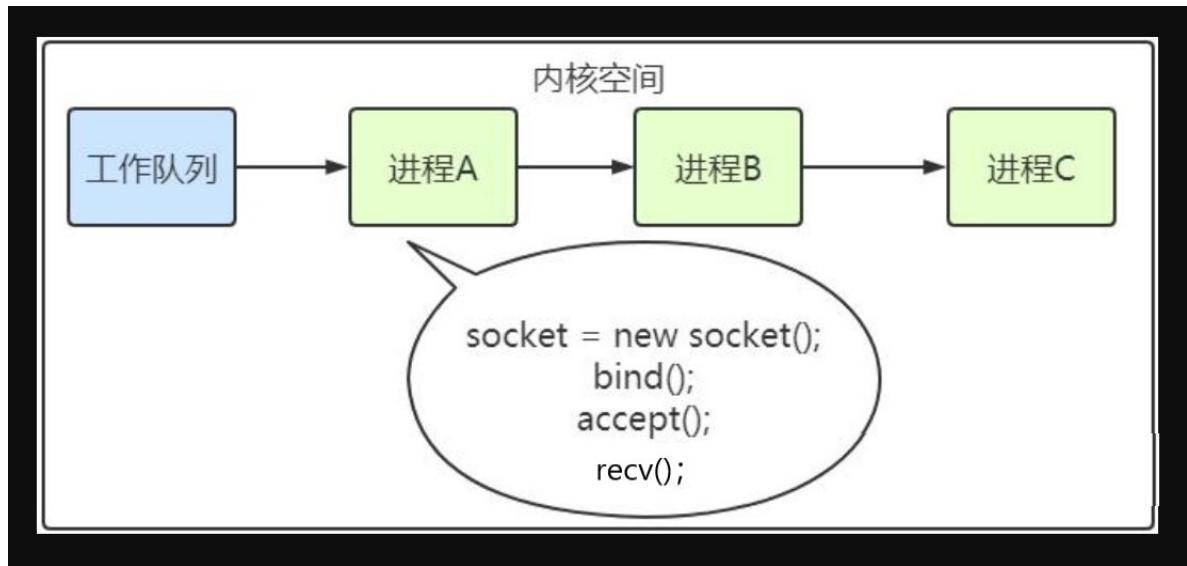 内核空间
工作队列
进程A
进程B
进程C
socket = new socket();
bind();
accept();
recv()；